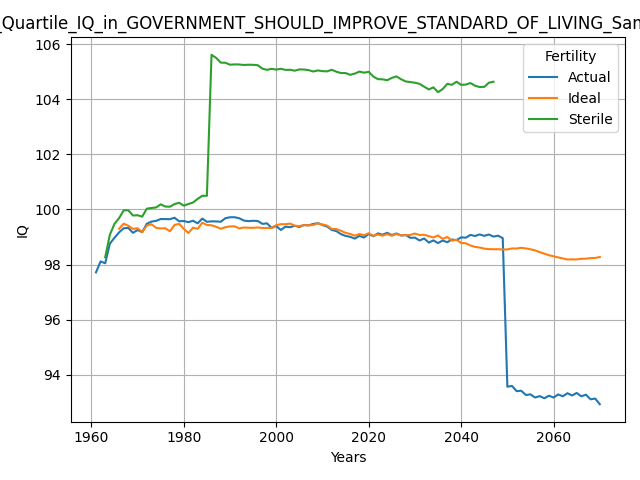 _Quartile_IQ_in_GOVERNMENT_SHOULD_IMPROVE_STANDARD_OF_LIVING_Sam
Fertility
Actual
Ideal
Sterile
IQ
106
104
102
100
98
96
94
1960
1980
2000
2020
2040
2060
Years